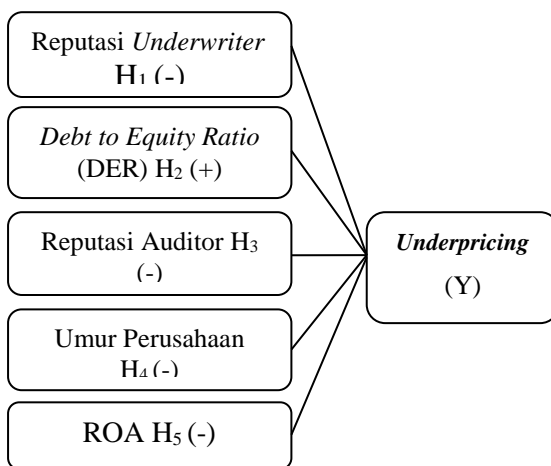 Reputasi Underwriter
H₁ (-)
Debt to Equity Ratio
(DER) H₂ (+)
Reputasi Auditor H₃
(-)
Umur Perusahaan
H₄ (-)
ROA H₅ (-)
Underpricing
(Y)